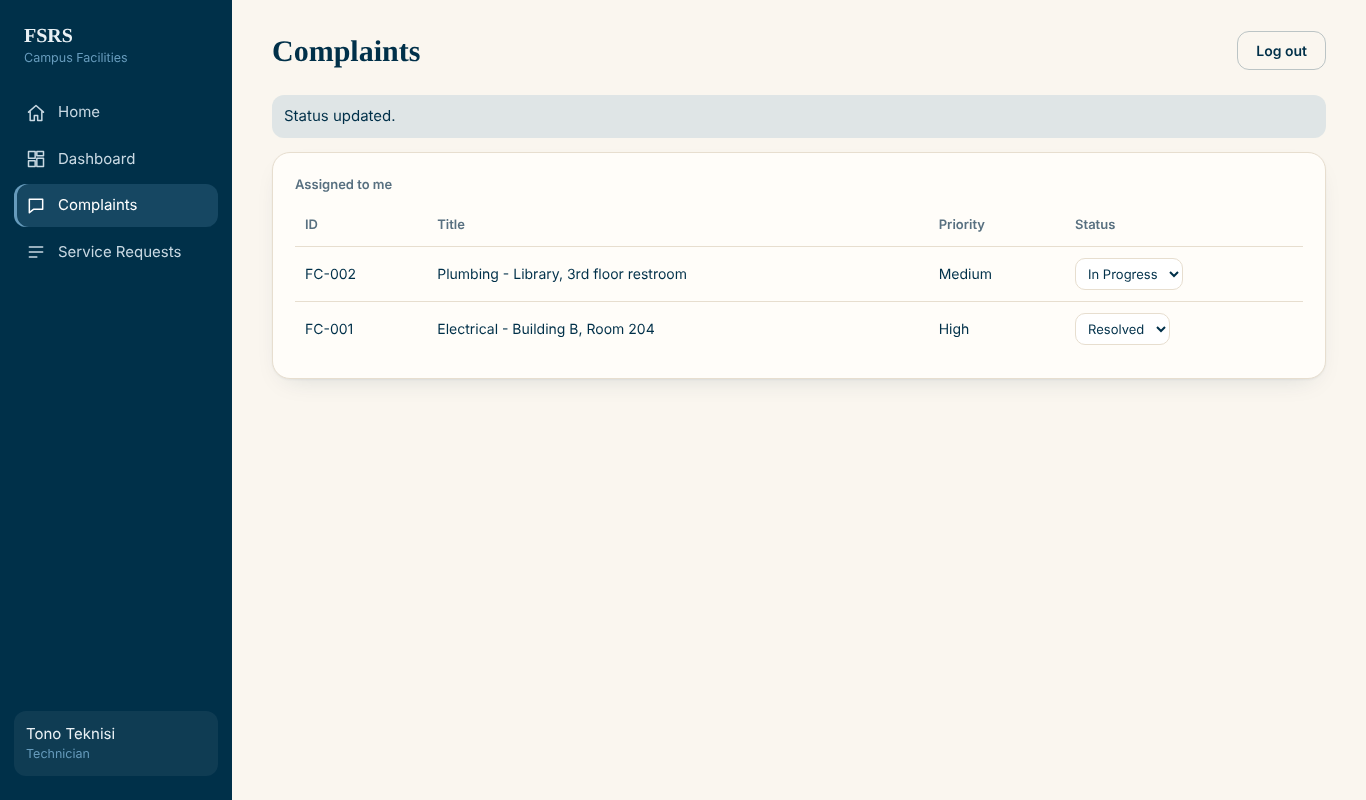 FSRS
Campus Facilities
Home
Dashboard
Complaints
Service Requests
Tono Teknisi
Technician
Complaints
Log out
Status updated.
Assigned to me
ID Title Priority Status
FC-002 Plumbing - Library, 3rd floor restroom Medium In Progress
FC-001 Electrical - Building B, Room 204 High Resolved